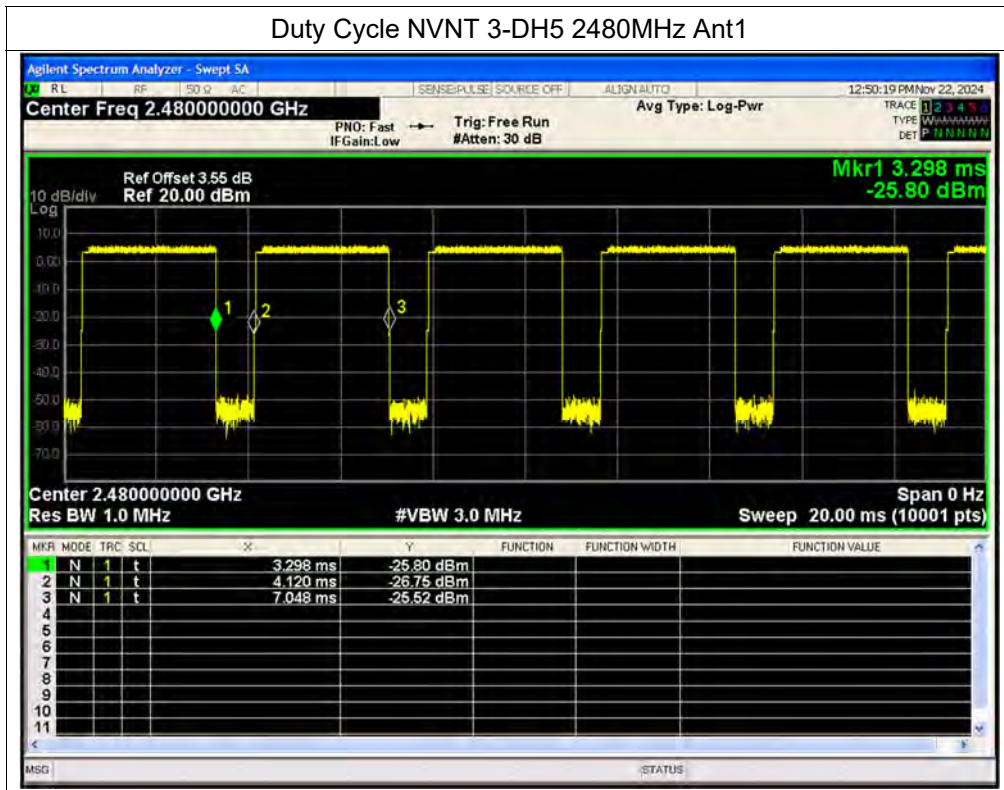 Duty Cycle NVNT 3-DH5 2480MHz Ant1
Agilent Spectrum Analyzer - Swept SA
RL RF 50 Ω AC SENSE:PULSE SOURCE OFF ALIGN AUTO 12:50:19 PM Nov 22, 2024
Center Freq 2.480000000 GHz Avg Type: Log-Pwr TRACE 1 2 3 4 5 6
PNO: Fast Trig: Free Run TYPE W
IFGain:Low #Atten: 30 dB DET P N N N N N
Mkr1 3.298 ms
Ref Offset 3.55 dB
10 dB/div Ref 20.00 dBm -25.80 dBm
Log
10.0
0.00
-10.0
1 2 3
-20.0
-30.0
-40.0
-50.0
-60.0
-70.0
Center 2.480000000 GHz Span 0 Hz
Res BW 1.0 MHz #VBW 3.0 MHz Sweep 20.00 ms (10001 pts)
MKR MODE TRC SCL X Y FUNCTION FUNCTION WIDTH FUNCTION VALUE
1 N 1 t 3.298 ms -25.80 dBm
2 N 1 t 4.120 ms -26.75 dBm
3 N 1 t 7.048 ms -25.52 dBm
4
5
6
7
8
9
10
11
MSG STATUS